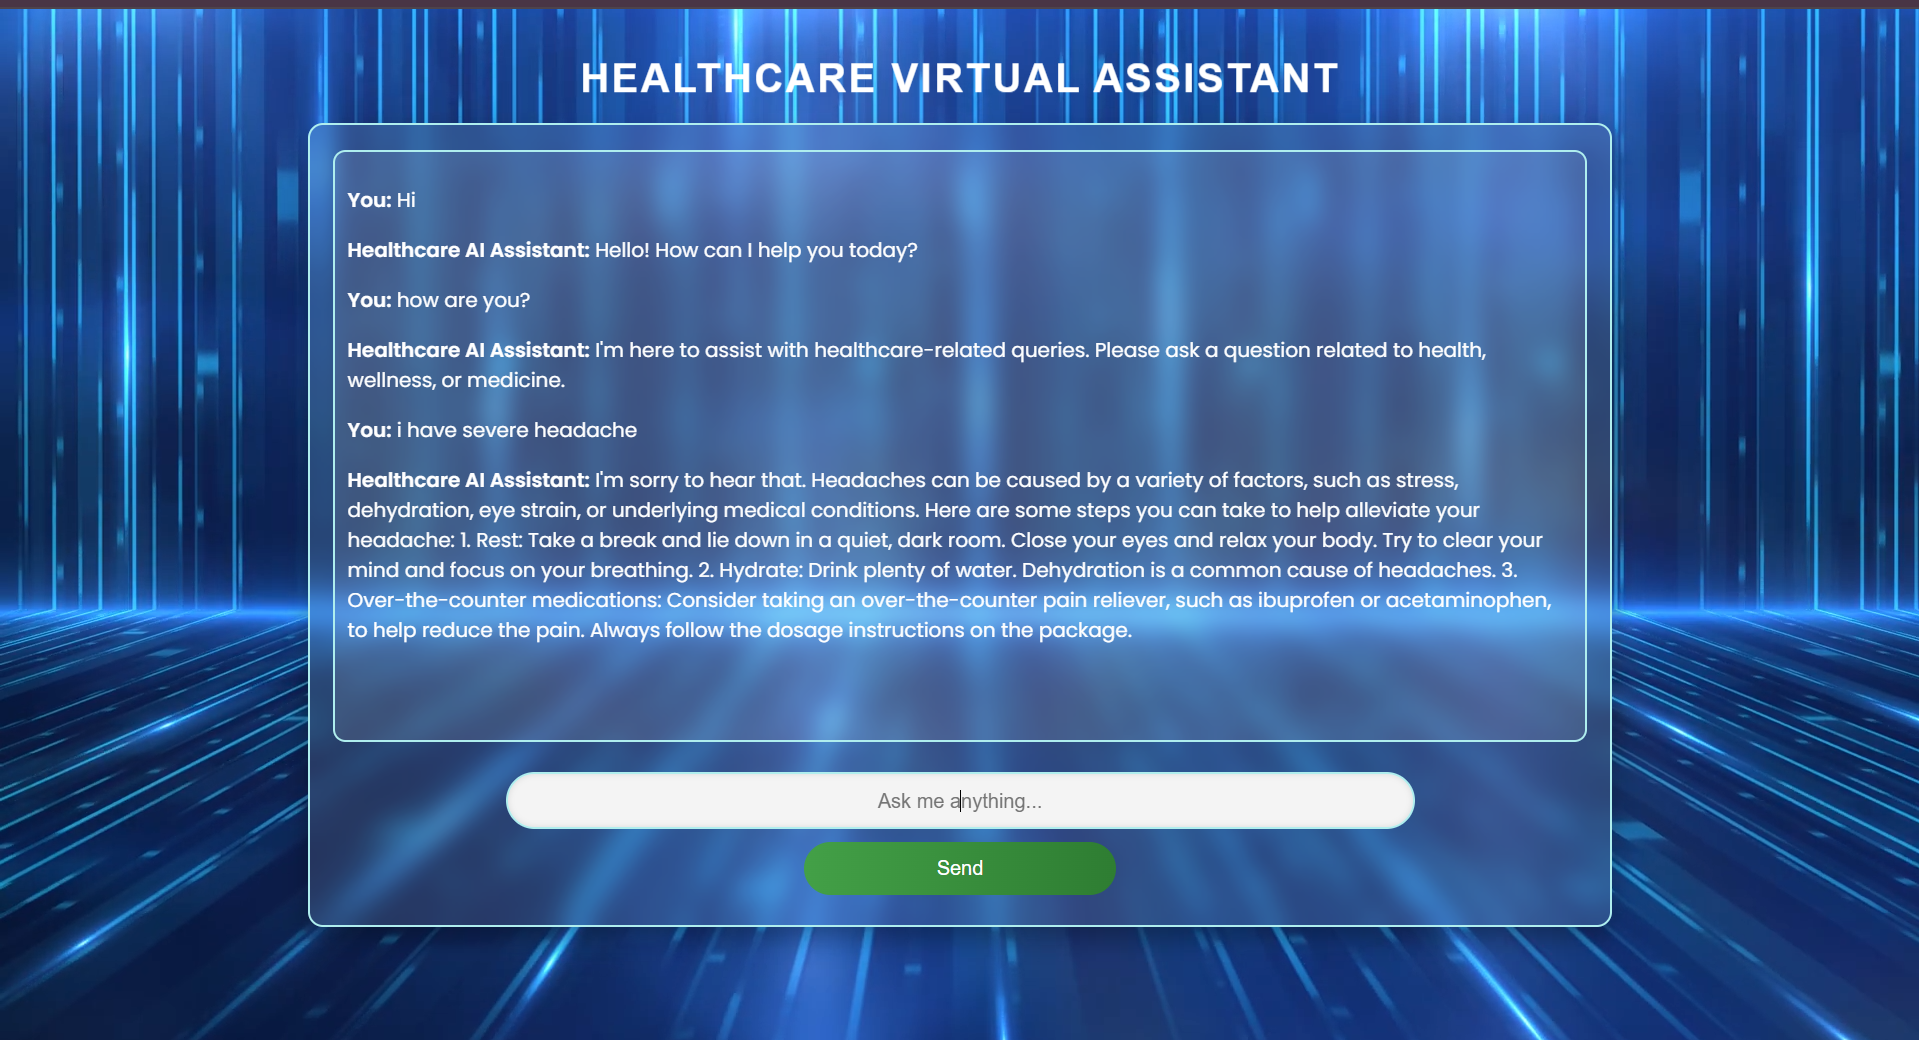 HEALTHCARE VIRTUAL ASSISTANT
You: Hi
Healthcare AI Assistant: Hello! How can I help you today?
You: how are you?
Healthcare AI Assistant: I'm here to assist with healthcare-related queries. Please ask a question related to health,
wellness, or medicine.
You: i have severe headache
Healthcare AI Assistant: I'm sorry to hear that. Headaches can be caused by a variety of factors, such as stress,
dehydration, eye strain, or underlying medical conditions. Here are some steps you can take to help alleviate your
headache: 1. Rest: Take a break and lie down in a quiet, dark room. Close your eyes and relax your body. Try to clear your
mind and focus on your breathing. 2. Hydrate: Drink plenty of water. Dehydration is a common cause of headaches. 3.
Over-the-counter medications: Consider taking an over-the-counter pain reliever, such as ibuprofen or acetaminophen,
to help reduce the pain. Always follow the dosage instructions on the package.
Ask me anything...
Send